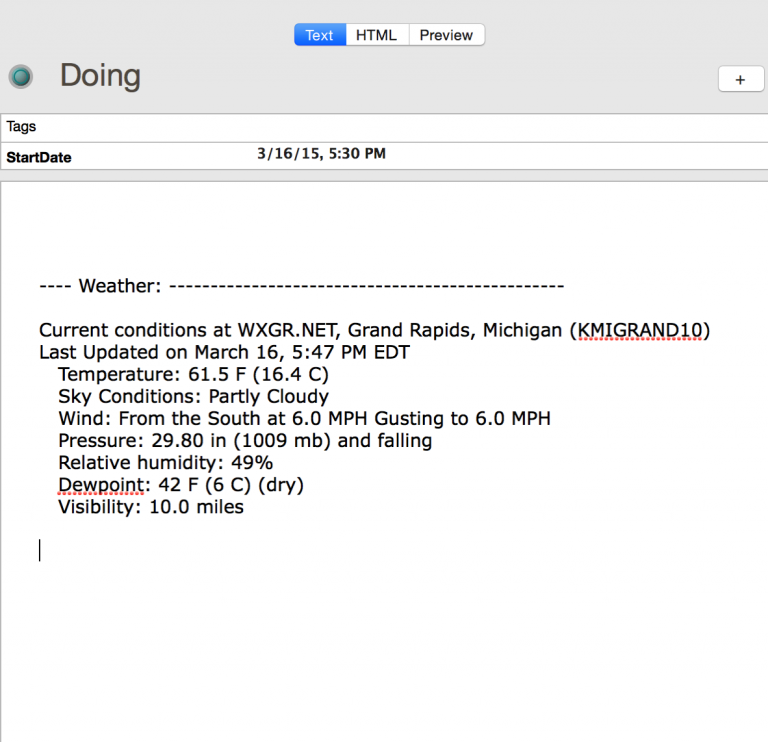 Text HTML Preview
Doing
+
Tags
StartDate 3/16/15, 5:30 PM
---- Weather: ------------------------------------------------
Current conditions at WXGR.NET, Grand Rapids, Michigan (KMIGRAND10)
Last Updated on March 16, 5:47 PM EDT
Temperature: 61.5 F (16.4 C)
Sky Conditions: Partly Cloudy
Wind: From the South at 6.0 MPH Gusting to 6.0 MPH
Pressure: 29.80 in (1009 mb) and falling
Relative humidity: 49%
Dewpoint: 42 F (6 C) (dry)
Visibility: 10.0 miles